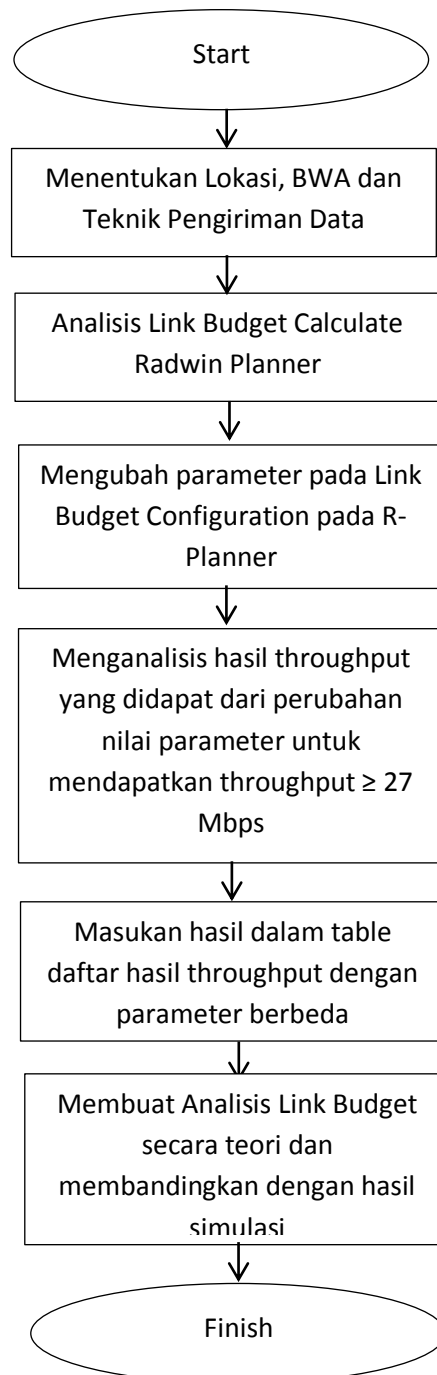 Start
Menentukan Lokasi, BWA dan
Teknik Pengiriman Data
Analisis Link Budget Calculate
Radwin Planner
Mengubah parameter pada Link
Budget Configuration pada R-
Planner
Menganalisis hasil throughput
yang didapat dari perubahan
nilai parameter untuk
mendapatkan throughput ≥ 27
Mbps
Masukan hasil dalam table
daftar hasil throughput dengan
parameter berbeda
Membuat Analisis Link Budget
secara teori dan
membandingkan dengan hasil
simulasi
Finish